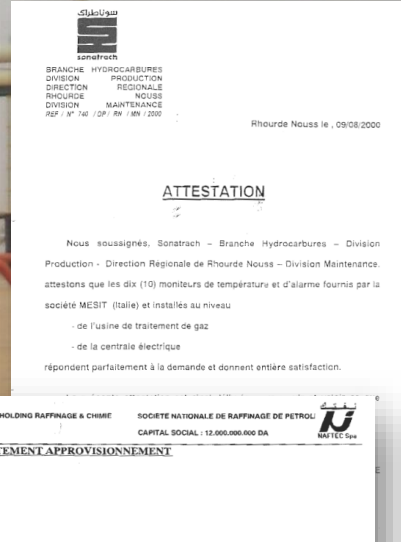 سوناطراك
sonatrach
BRANCHE HYDROCARBURES
DIVISION PRODUCTION
DIRECTION REGIONALE
RHOURDE NOUSS
DIVISION MAINTENANCE
REF / N° 740 / DP / RN / MN / 2000
Rhourde Nouss le , 09/08/2000
ATTESTATION
Nous soussignés, Sonatrach – Branche Hydrocarbures – Division
Production - Direction Régionale de Rhourde Nouss – Division Maintenance.
attestons que les dix (10) moniteurs de température et d'alarme fournis par la
société MESIT (Italie) et installés au niveau
- de l'usine de traitement de gaz
- de la centrale électrique
répondent parfaitement à la demande et donnent entière satisfaction.
HOLDING RAFFINAGE & CHIMIE
SOCIETE NATIONALE DE RAFFINAGE DE PETROL
CAPITAL SOCIAL : 12.000.000.000 DA
نفتك
NAFTEC Spa
TEMENT APPROVISIONNEMENT